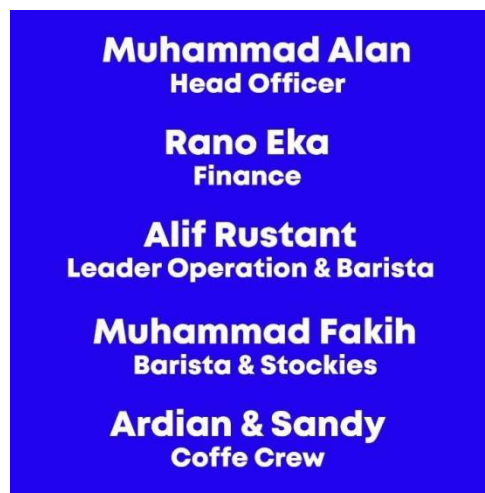 Muhammad Alan
Head Officer
Rano Eka
Finance
Alif Rustant
Leader Operation & Barista
Muhammad Fakih
Barista & Stockies
Ardian & Sandy
Coffe Crew